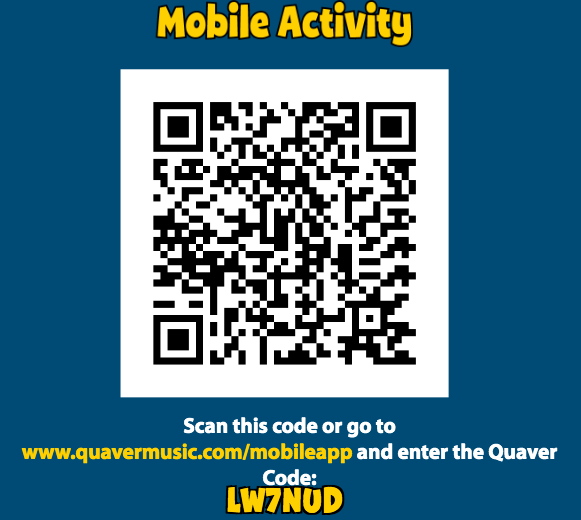 Mobile Activity
Scan this code or go to
www.quavermusic.com/mobileapp and enter the Quaver
Code:
LW7NUD